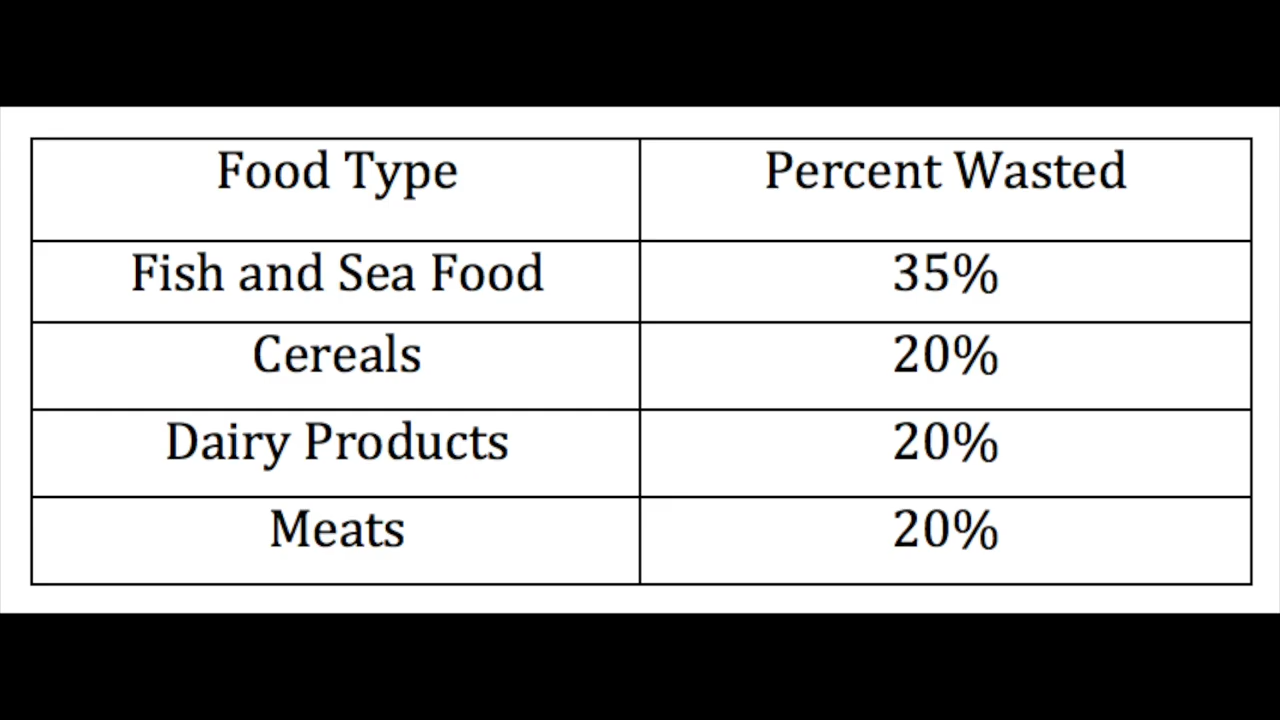 Food Type Percent Wasted
Fish and Sea Food 35%
Cereals 20%
Dairy Products 20%
Meats 20%